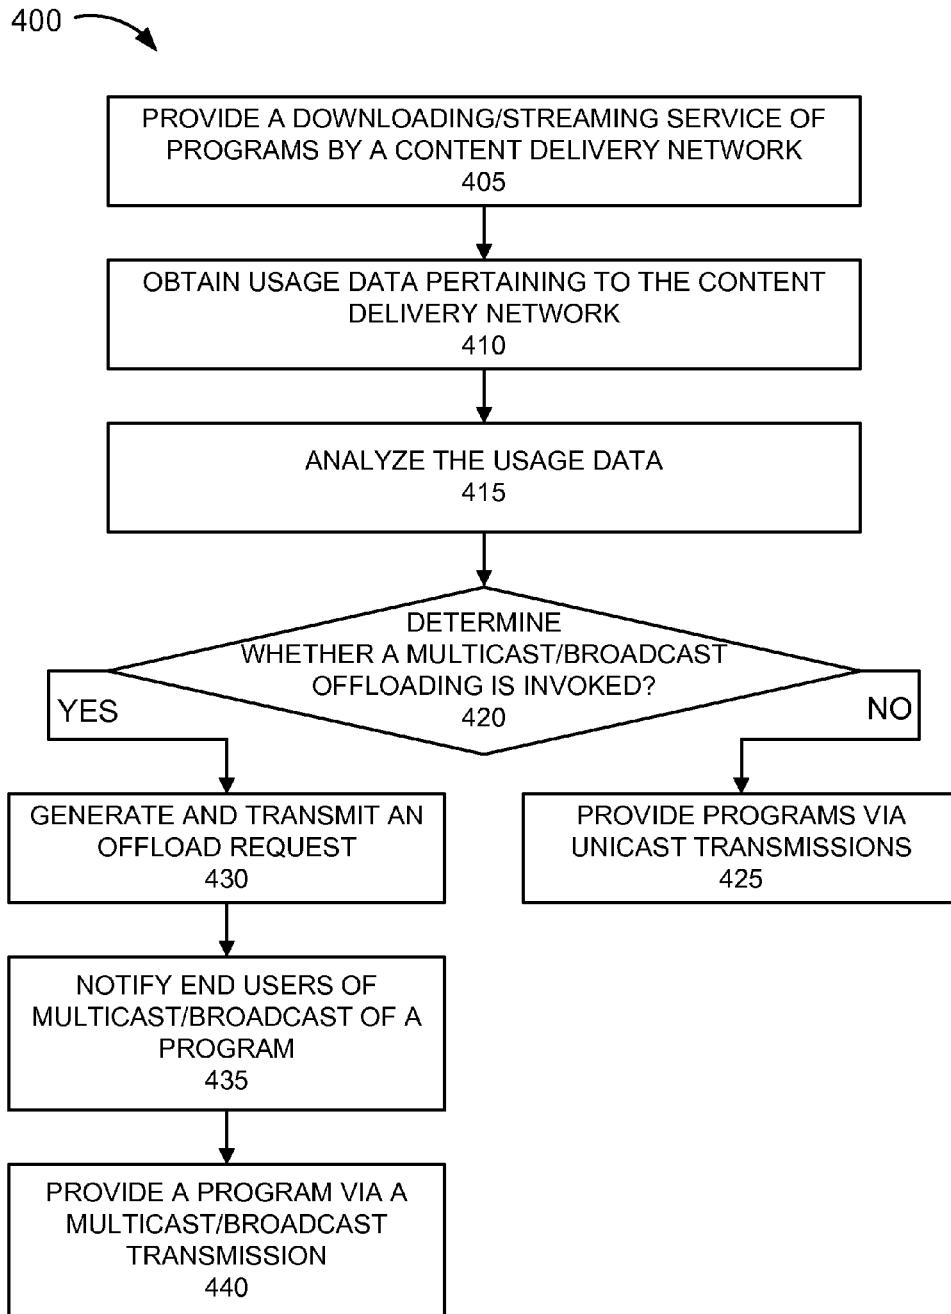 400
PROVIDE A DOWNLOADING/STREAMING SERVICE OF
PROGRAMS BY A CONTENT DELIVERY NETWORK
405
OBTAIN USAGE DATA PERTAINING TO THE CONTENT
DELIVERY NETWORK
410
ANALYZE THE USAGE DATA
415
DETERMINE
WHETHER A MULTICAST/BROADCAST
OFFLOADING IS INVOKED?
420
YES
NO
GENERATE AND TRANSMIT AN
OFFLOAD REQUEST
430
PROVIDE PROGRAMS VIA
UNICAST TRANSMISSIONS
425
NOTIFY END USERS OF
MULTICAST/BROADCAST OF A
PROGRAM
435
PROVIDE A PROGRAM VIA A
MULTICAST/BROADCAST
TRANSMISSION
440